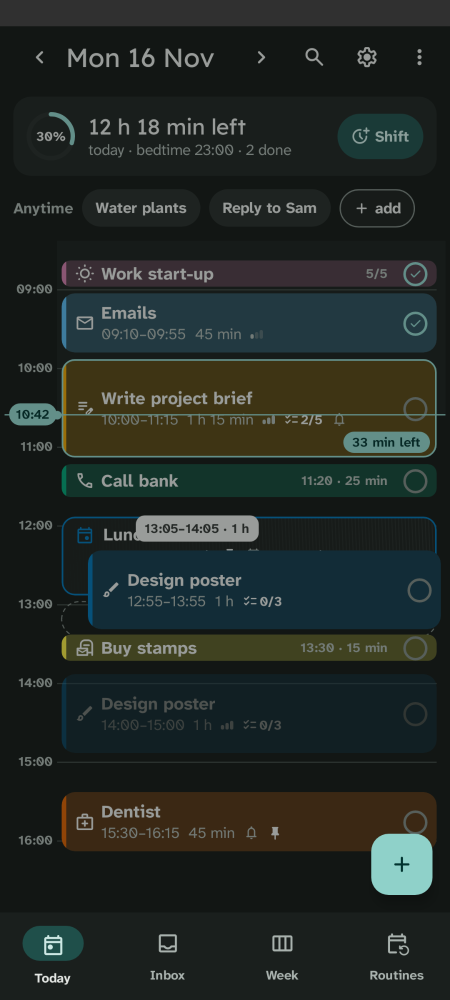 Mon 16 Nov
30%
12 h 18 min left
today · bedtime 23:00 · 2 done
Shift
Anytime
Water plants
Reply to Sam
+ add
Work start-up
5/5
09:00
Emails
09:10–09:55 45 min
10:00
Write project brief
10:00–11:15 1 h 15 min 2/5
10:42
33 min left
11:00
Call bank
11:20 · 25 min
12:00
13:05–14:05 · 1 h
Design poster
12:55–13:55 1 h 0/3
13:00
Buy stamps
13:30 · 15 min
14:00
Design poster
14:00–15:00 1 h 0/3
15:00
Dentist
15:30–16:15 45 min
16:00
+
Today
Inbox
Week
Routines